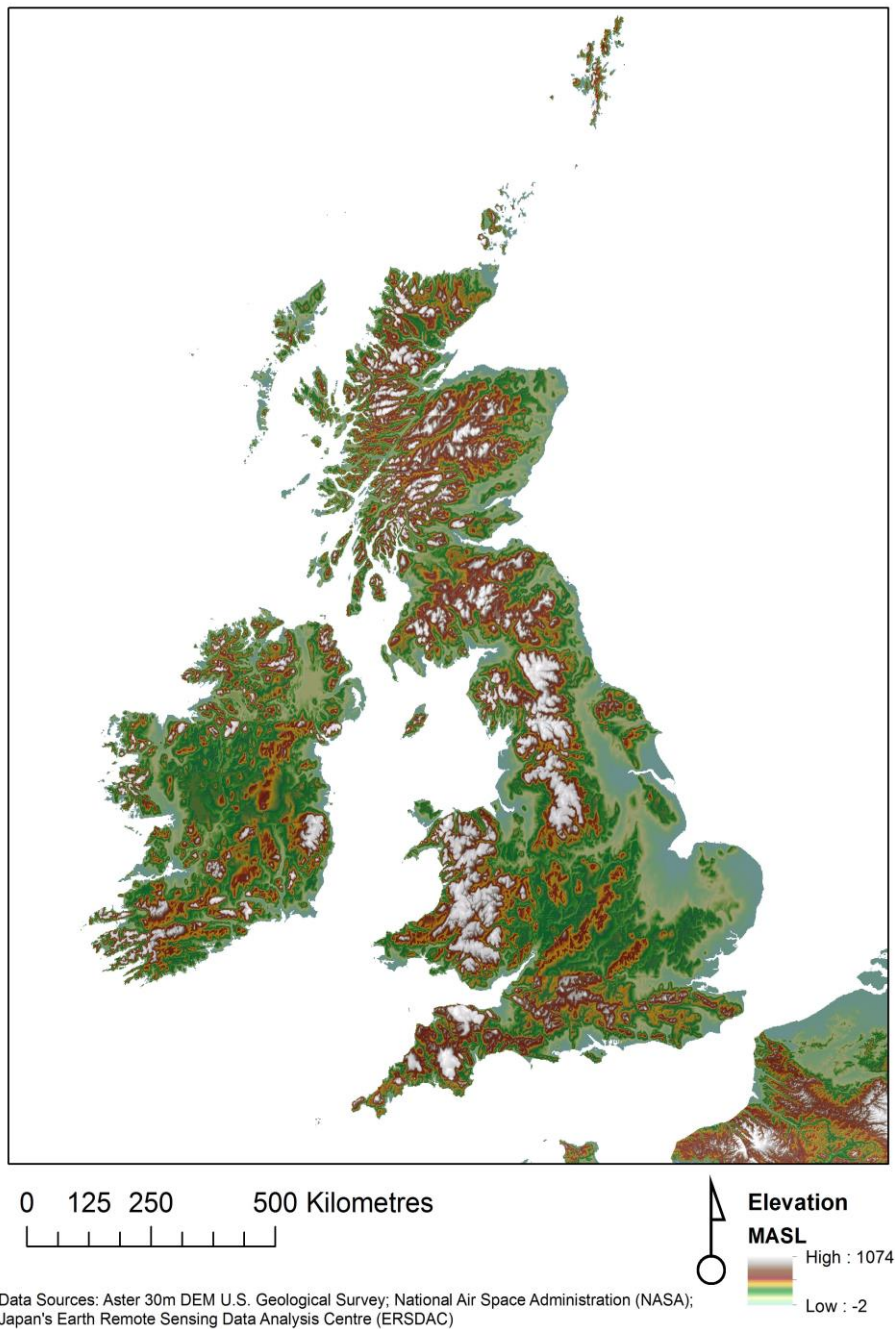 0 125 250 500 Kilometres
Elevation
MASL
High : 1074
Low : -2
Data Sources: Aster 30m DEM U.S. Geological Survey; National Air Space Administration (NASA);
Japan's Earth Remote Sensing Data Analysis Centre (ERSDAC)